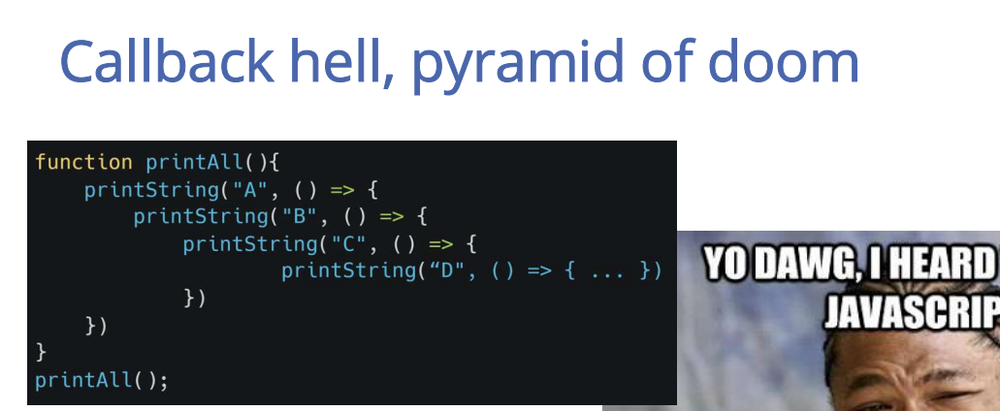 Callback hell, pyramid of doom
function printAll(){
    printString("A", () => {
        printString("B", () => {
            printString("C", () => {
                    printString(“D", () => { ... })
            })
    })
}
printAll();
YO DAWG, I HEARD
JAVASCRIP